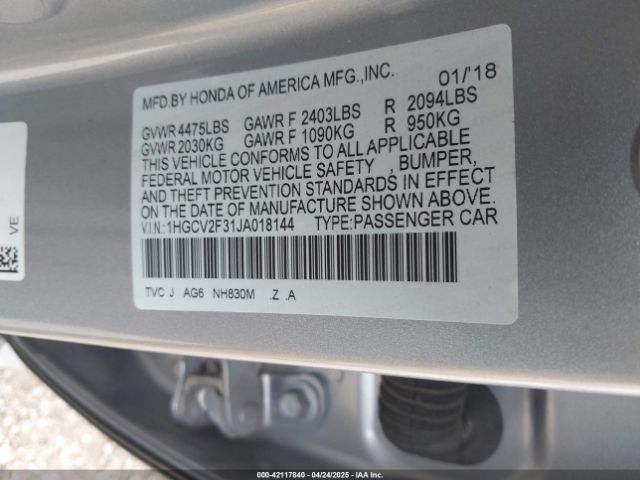 MFD.BY HONDA OF AMERICA MFG.,INC. 01/'18
GVWR 4475LBS GAWR F 2403LBS R 2094LBS
GVWR 2030KG GAWR F 1090KG R 950KG
THIS VEHICLE CONFORMS TO ALL APPLICABLE
FEDERAL MOTOR VEHICLE SAFETY , BUMPER,
AND THEFT PREVENTION STANDARDS IN EFFECT
ON THE DATE OF MANUFACTURE SHOWN ABOVE.
V.I.N:1HGCV2F31JA018144 TYPE:PASSENGER CAR
TVC J AG6 NH830M .Z .A
VE
000-42117840 | 04/24/2025 - IAA Inc.